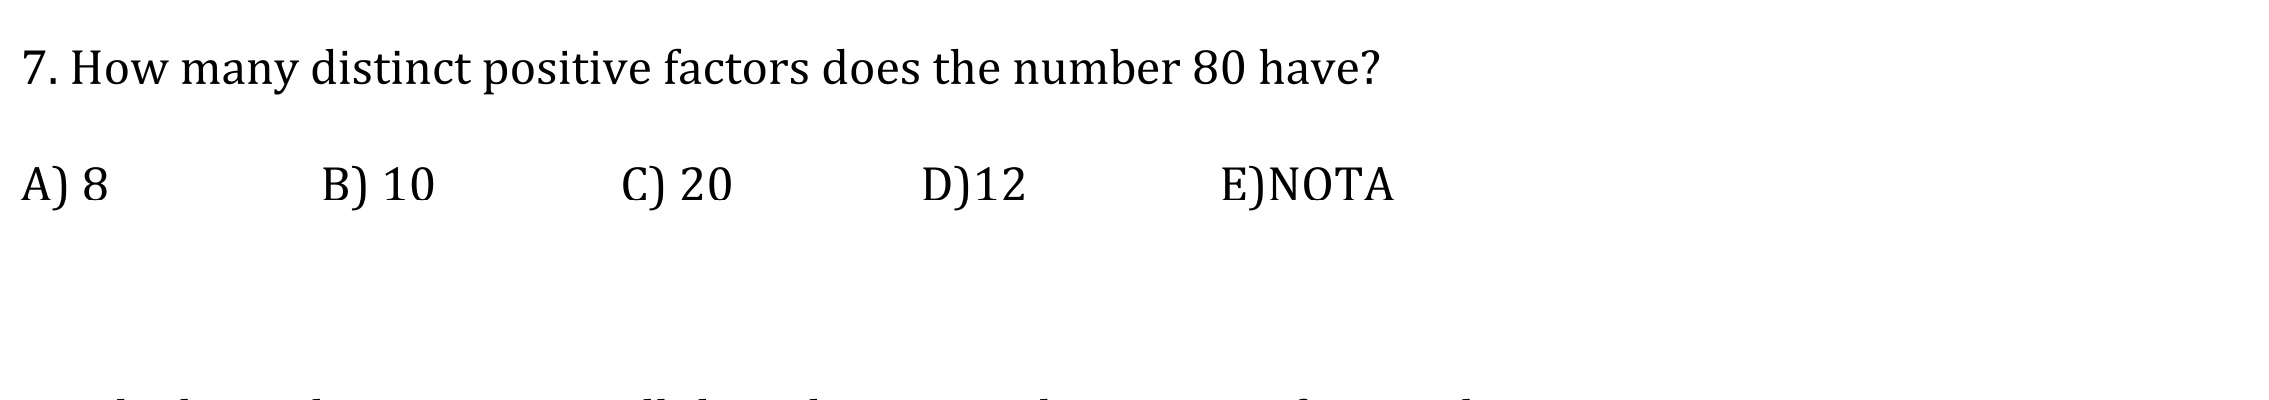 7. How many distinct positive factors does the number 80 have?
A) 8 B) 10 C) 20 D)12 E)NOTA